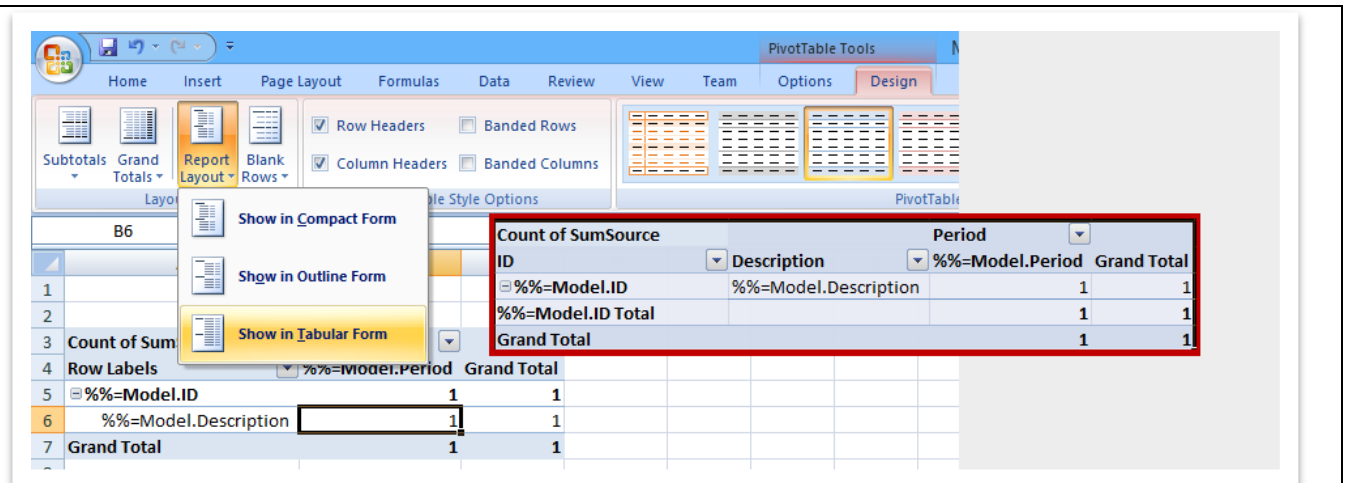 PivotTable Tools
Home Insert Page Layout Formulas Data Review View Team Options Design
Row Headers Banded Rows
Column Headers Banded Columns
Subtotals Grand Totals Report Layout Blank Rows
PivotTable
Show in Compact Form
Show in Outline Form
Show in Tabular Form
B6
Count of SumSource Period
ID Description %%=Model.Period Grand Total
%%=Model.ID %%=Model.Description 1 1
%%=Model.ID Total 1 1
Grand Total 1 1
1
2
3 Count of Sum
4 Row Labels %%=Model.Period Grand Total
5 %%=Model.ID 1 1
6 %%=Model.Description 1 1
7 Grand Total 1 1